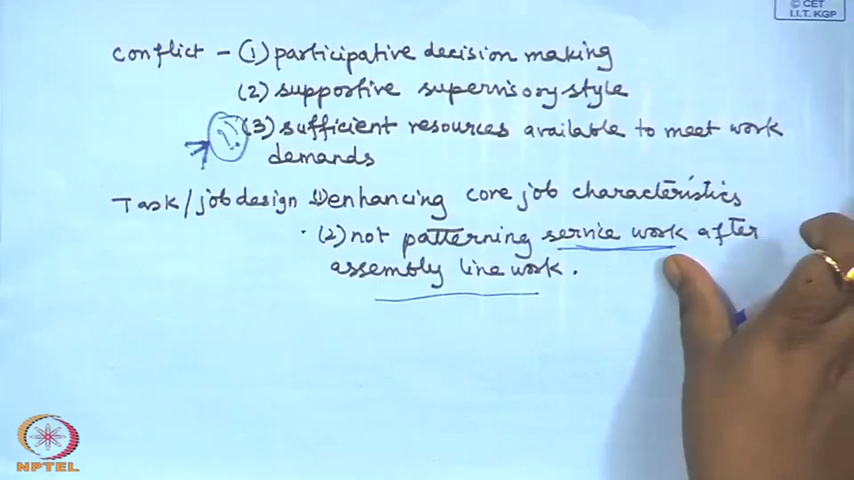 © CET
I.I.T. KGP
conflict - (1) participative decision making
(2) supportive supervisory style
(3) sufficient resources available to meet work
demands
Task/job design (1) enhancing core job characteristics
(2) not patterning service work after
assembly line work.
NPTEL